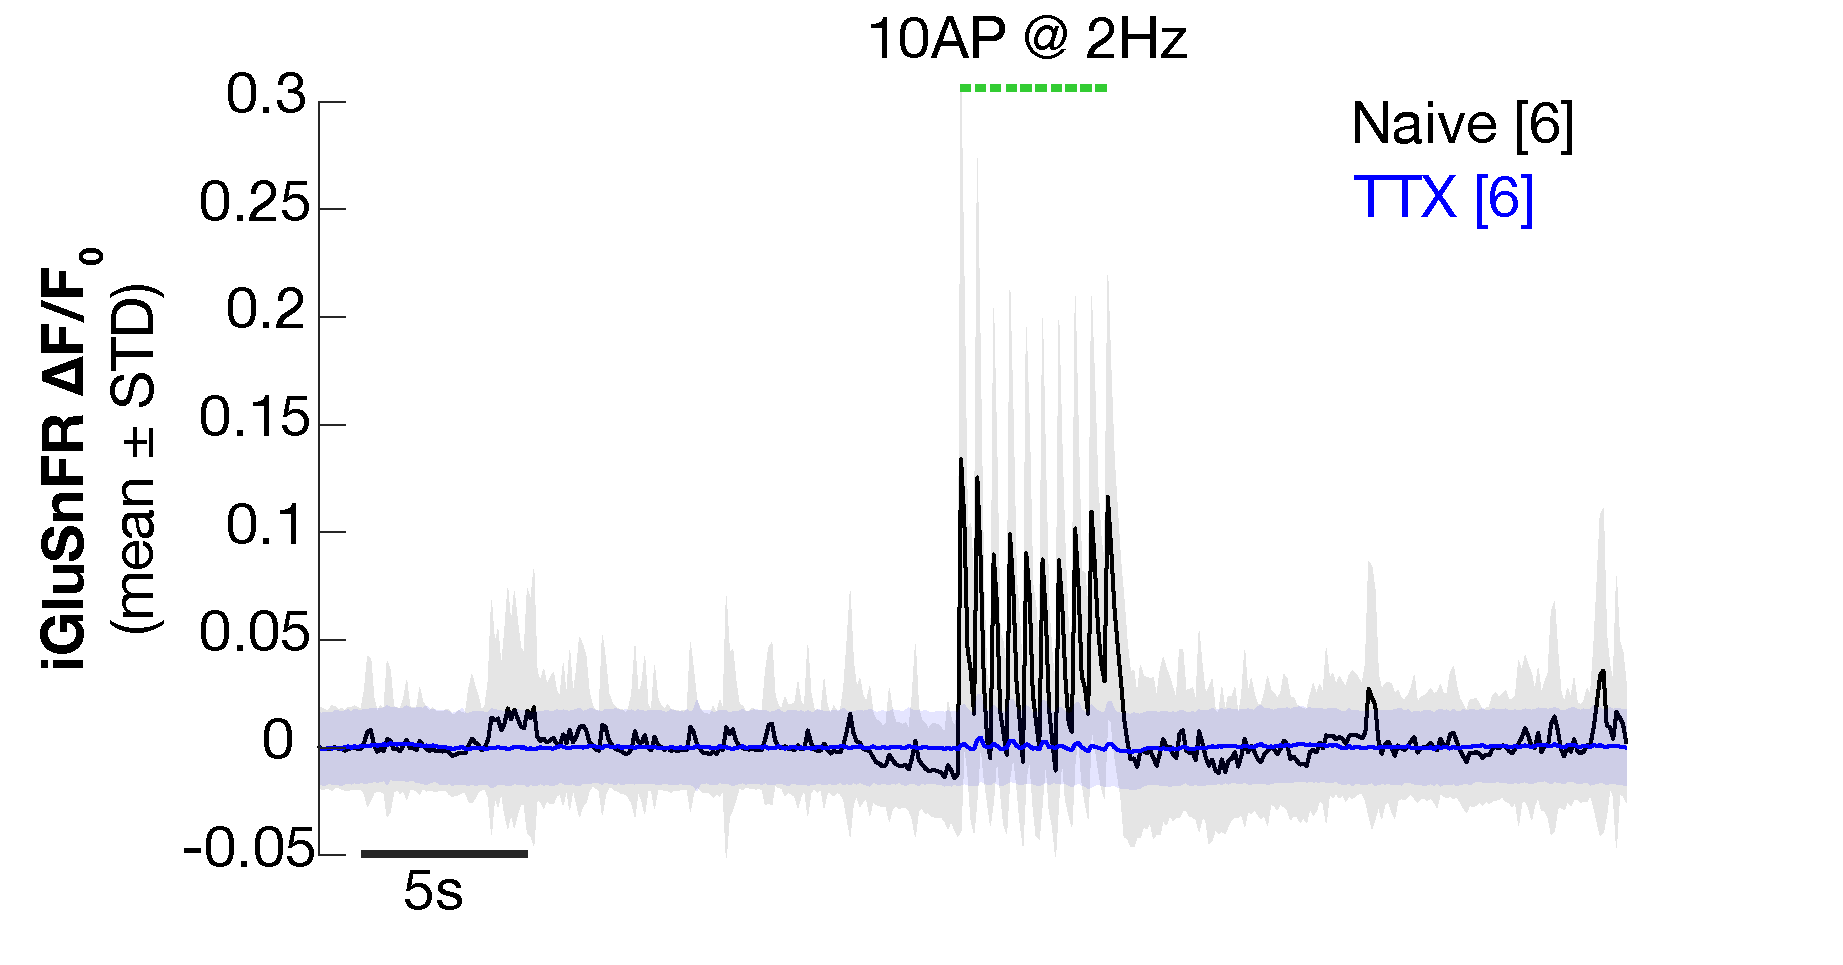 10AP @ 2Hz
Naive [6]
TTX [6]
iGluSnFR ΔF/F0
(mean ± STD)
0.3
0.25
0.2
0.15
0.1
0.05
0
-0.05
5s